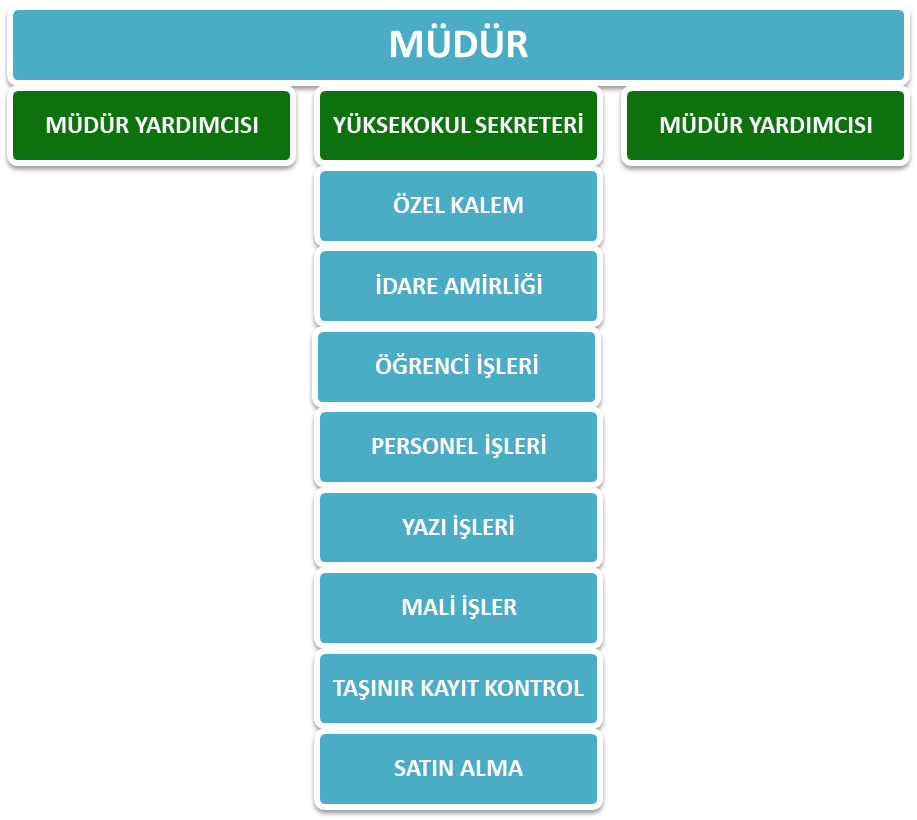 MÜDÜR
MÜDÜR YARDIMCISI
YÜKSEKOKUL SEKRETERİ
MÜDÜR YARDIMCISI
ÖZEL KALEM
İDARE AMİRLİĞİ
ÖĞRENCİ İŞLERİ
PERSONEL İŞLERİ
YAZI İŞLERİ
MALİ İŞLER
TAŞINIR KAYIT KONTROL
SATIN ALMA